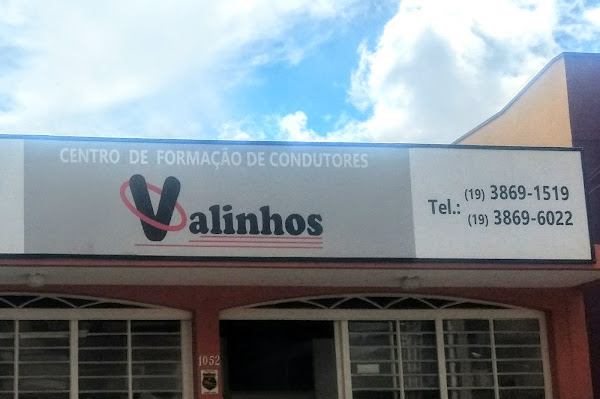 CENTRO DE FORMAÇÃO DE CONDUTORES
Valinhos
Tel.: (19) 3869-1519
(19) 3869-6022
1052